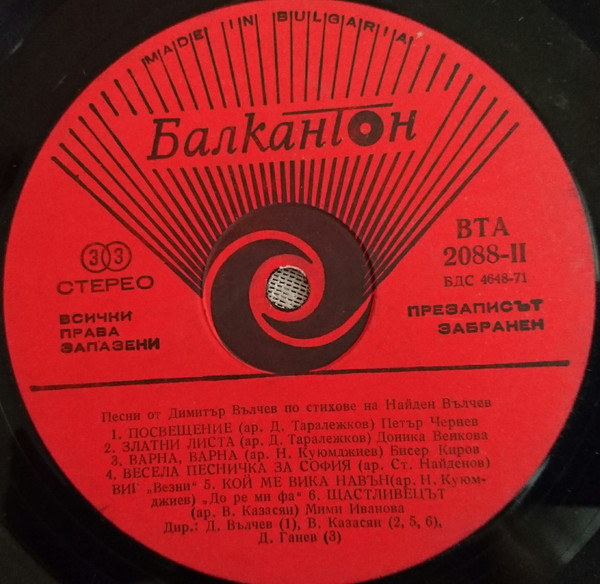 MADE IN BULGARIA
Балкантон
ВТА
2088-II
БДС 4648-71
33
СТЕРЕО
ВСИЧКИ
ПРАВА
ЗАПАЗЕНИ
ПРЕЗАПИСЪТ
ЗАБРАНЕН
Песни от Димитър Вълчев по стихове на Найден Вълчев
1. ПОСВЕЩЕНИЕ (ар. Д. Таралежков) Петър Чернев
2. ЗЛАТНИ ЛИСТА (ар. Д. Таралежков) Доника Венкова
3. ВАРНА, ВАРНА (ар. Н. Куюмджиев) Бисер Киров
4. ВЕСЕЛА ПЕСНИЧКА ЗА СОФИЯ (ар. Ст. Найденов)
ВИГ „Везни" 5. КОЙ МЕ ВИКА НАВЪН(ар. Н. Куюм-
джиев) „До ре ми фа" 6. ЩАСТЛИВЕЦЪТ
(ар. В. Казасян) Мими Иванова
Дир.: Д. Вълчев (1), В. Казасян (2, 5, 6),
Д. Ганев (3)